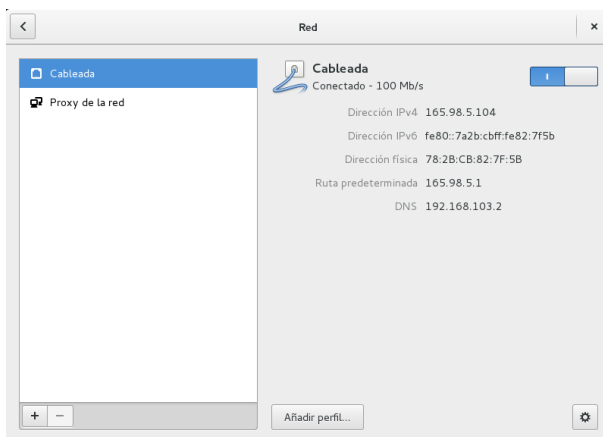 Red
Cableada
Proxy de la red
Cableada
Conectado - 100 Mb/s
Dirección IPv4 165.98.5.104
Dirección IPv6 fe80::7a2b:cbff:fe82:7f5b
Dirección física 78:2B:CB:82:7F:5B
Ruta predeterminada 165.98.5.1
DNS 192.168.103.2
Añadir perfil...